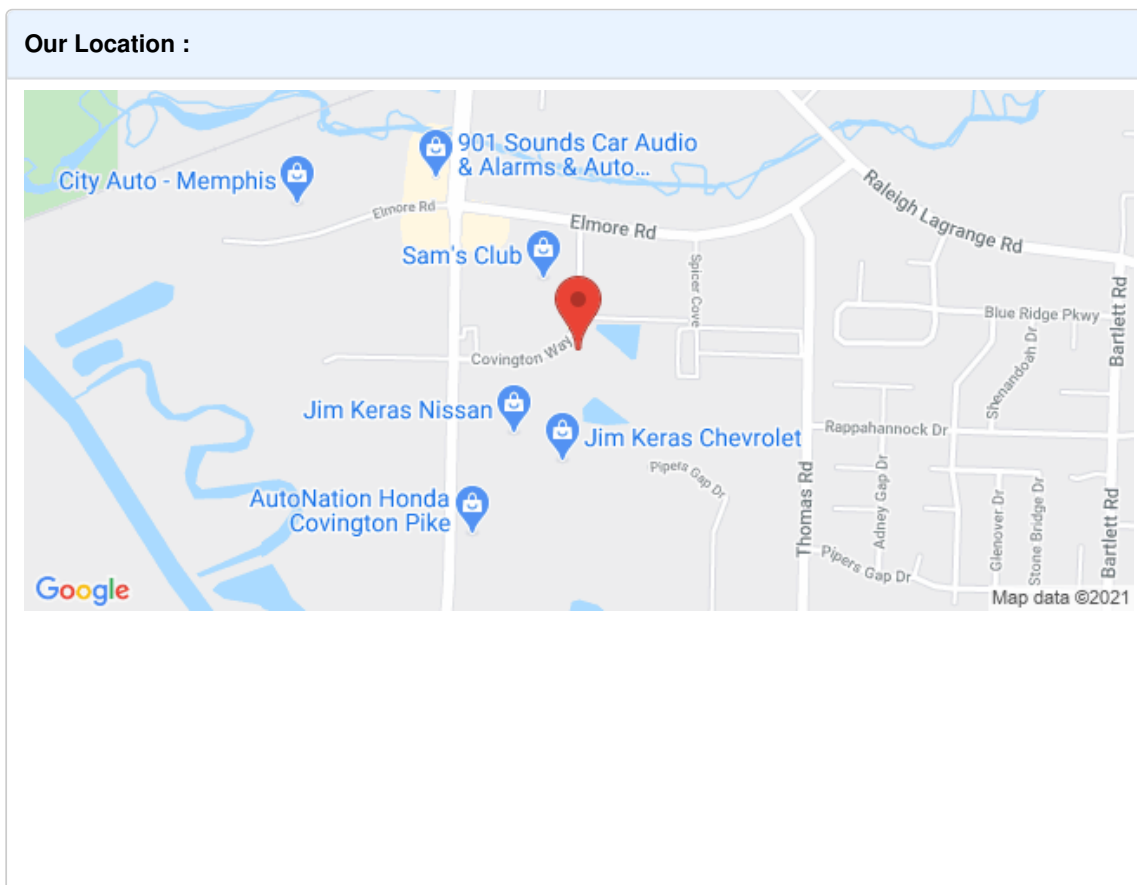 Our Location :
901 Sounds Car Audio
& Alarms & Auto...
City Auto - Memphis
Elmore Rd
Elmore Rd
Raleigh Lagrange Rd
Sam's Club
Spicer Cove
Bartlett Rd
Blue Ridge Pkwy
Covington Way
Shenandoah Dr
Jim Keras Nissan
Jim Keras Chevrolet
Rappahannock Dr
Pipers Gap Dr
AutoNation Honda
Covington Pike
Thomas Rd
Adney Gap Dr
Glenover Dr
Stone Bridge Dr
Bartlett Rd
Pipers Gap Dr
Google
Map data ©2021